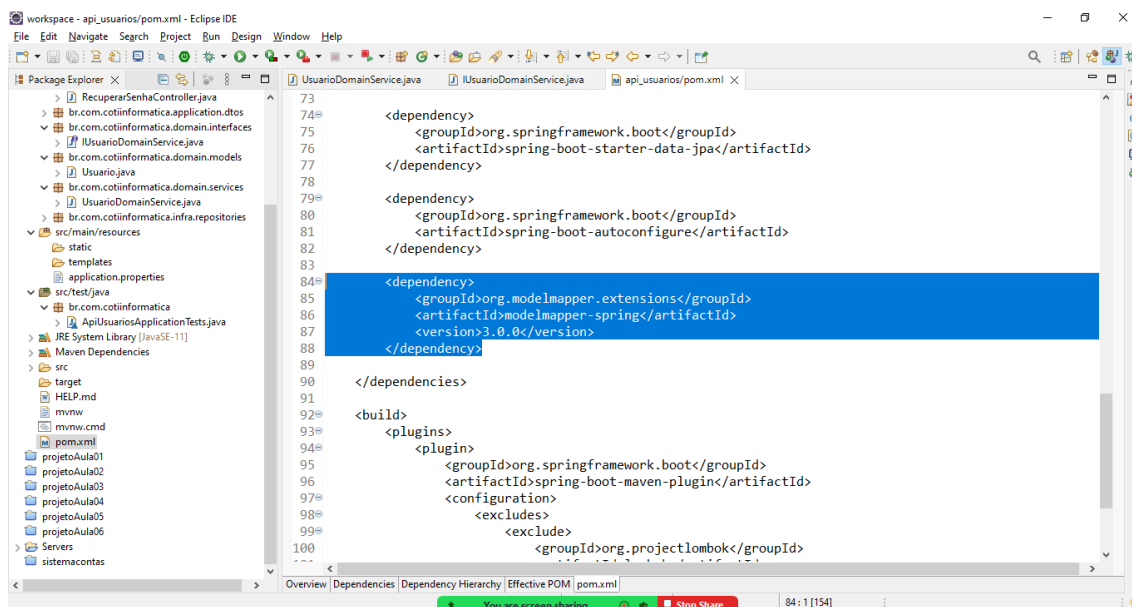 workspace - api_usuarios/pom.xml - Eclipse IDE
File Edit Navigate Search Project Run Design Window Help
Package Explorer
RecuperarSenhaController.java
br.com.cotiinformatica.application.dtos
br.com.cotiinformatica.domain.interfaces
IUsuarioDomainService.java
br.com.cotiinformatica.domain.models
Usuario.java
br.com.cotiinformatica.domain.services
UsuarioDomainService.java
br.com.cotiinformatica.infra.repositories
src/main/resources
static
templates
application.properties
src/test/java
br.com.cotiinformatica
ApiUsuariosApplicationTests.java
JRE System Library [JavaSE-11]
Maven Dependencies
src
target
HELP.md
mvnw
mvnw.cmd
pom.xml
projetoAula01
projetoAula02
projetoAula03
projetoAula04
projetoAula05
projetoAula06
Servers
sistemacontas
UsuarioDomainService.java IUsuarioDomainService.java api_usuarios/pom.xml
73
74 <dependency>
75 <groupId>org.springframework.boot</groupId>
76 <artifactId>spring-boot-starter-data-jpa</artifactId>
77 </dependency>
78
79 <dependency>
80 <groupId>org.springframework.boot</groupId>
81 <artifactId>spring-boot-autoconfigure</artifactId>
82 </dependency>
83
84 <dependency>
85 <groupId>org.modelmapper.extensions</groupId>
86 <artifactId>modelmapper-spring</artifactId>
87 <version>3.0.0</version>
88 </dependency>
89
90 </dependencies>
91
92 <build>
93 <plugins>
94 <plugin>
95 <groupId>org.springframework.boot</groupId>
96 <artifactId>spring-boot-maven-plugin</artifactId>
97 <configuration>
98 <excludes>
99 <exclude>
100 <groupId>org.projectlombok</groupId>
Overview Dependencies Dependency Hierarchy Effective POM pom.xml
You are screen sharing Stop Share
84 : 1 [154]